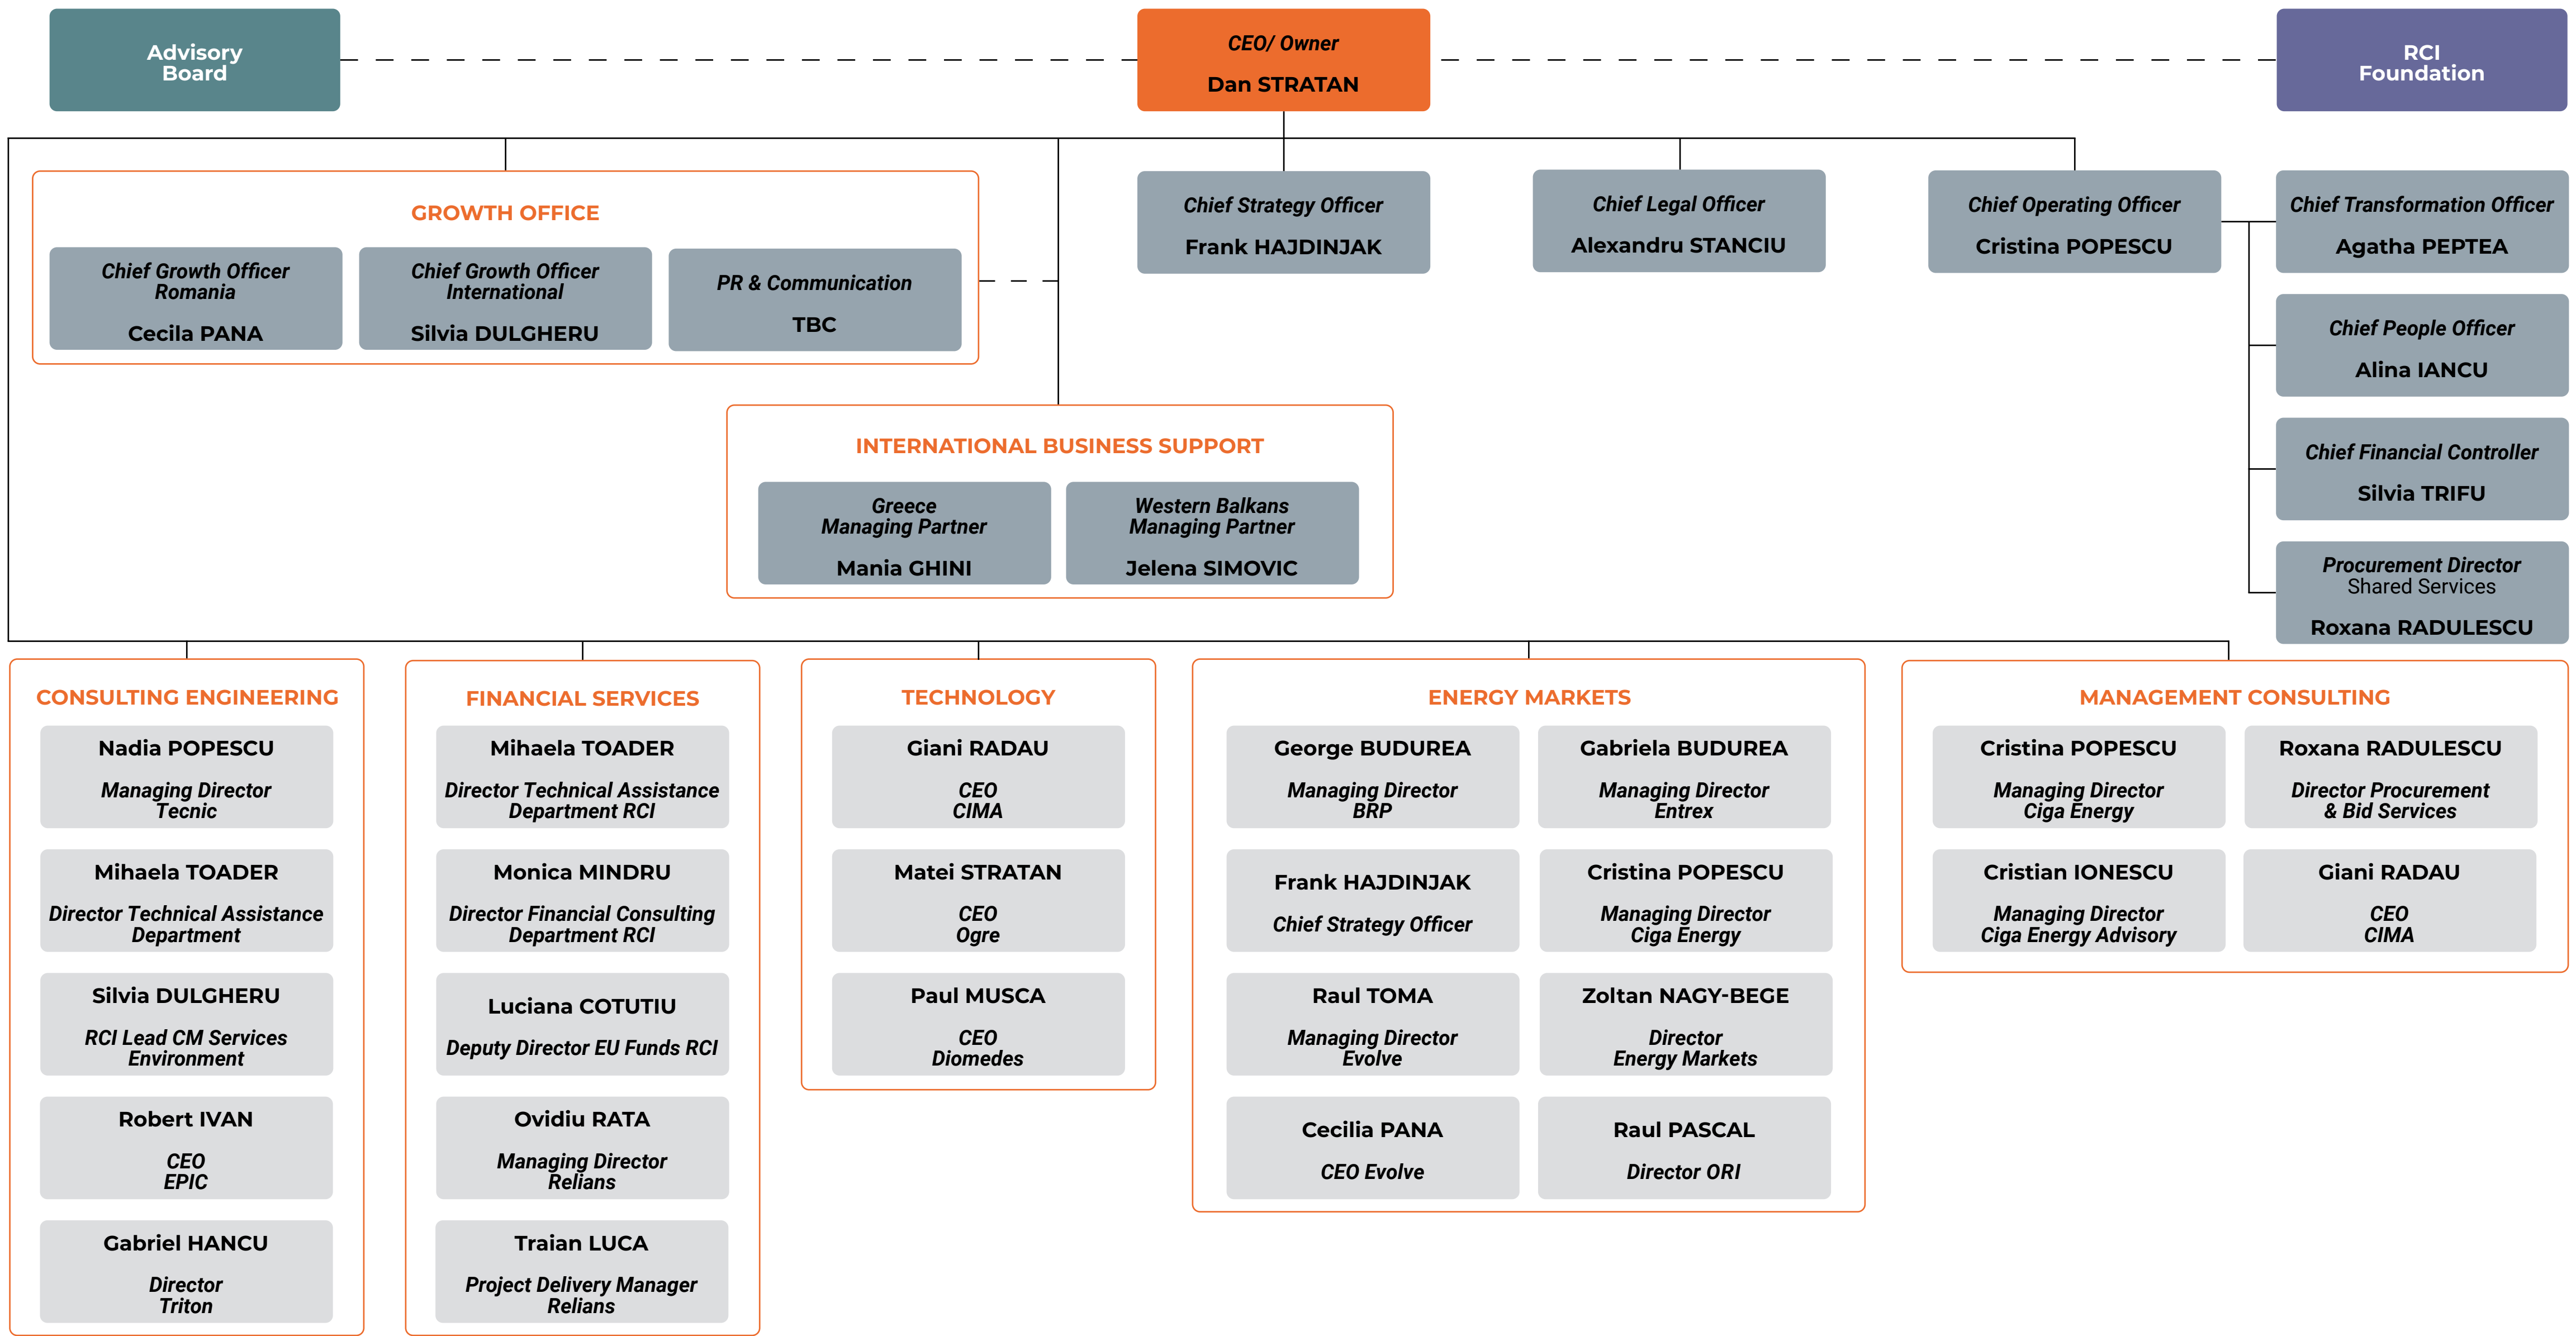 Advisory
Board
CEO/ Owner
Dan STRATAN
RCI
Foundation
GROWTH OFFICE
Chief Growth Officer
Romania
Cecila PANA
Chief Growth Officer
International
Silvia DULGHERU
PR & Communication
TBC
Chief Strategy Officer
Frank HAJDINJAK
Chief Legal Officer
Alexandru STANCIU
Chief Operating Officer
Cristina POPESCU
Chief Transformation Officer
Agatha PEPTEA
Chief People Officer
Alina IANCU
Chief Financial Controller
Silvia TRIFU
Procurement Director
Shared Services
Roxana RADULESCU
INTERNATIONAL BUSINESS SUPPORT
Greece
Managing Partner
Mania GHINI
Western Balkans
Managing Partner
Jelena SIMOVIC
CONSULTING ENGINEERING
Nadia POPESCU
Managing Director
Tecnic
Mihaela TOADER
Director Technical Assistance
Department
Silvia DULGHERU
RCI Lead CM Services
Environment
Robert IVAN
CEO
EPIC
Gabriel HANCU
Director
Triton
FINANCIAL SERVICES
Mihaela TOADER
Director Technical Assistance
Department RCI
Monica MINDRU
Director Financial Consulting
Department RCI
Luciana COTUTIU
Deputy Director EU Funds RCI
Ovidiu RATA
Managing Director
Relians
Traian LUCA
Project Delivery Manager
Relians
TECHNOLOGY
Giani RADAU
CEO
CIMA
Matei STRATAN
CEO
Ogre
Paul MUSCA
CEO
Diomedes
ENERGY MARKETS
George BUDUREA
Managing Director
BRP
Gabriela BUDUREA
Managing Director
Entrex
Frank HAJDINJAK
Chief Strategy Officer
Cristina POPESCU
Managing Director
Ciga Energy
Raul TOMA
Managing Director
Evolve
Zoltan NAGY-BEGE
Director
Energy Markets
Cecilia PANA
CEO Evolve
Raul PASCAL
Director ORI
MANAGEMENT CONSULTING
Cristina POPESCU
Managing Director
Ciga Energy
Roxana RADULESCU
Director Procurement
& Bid Services
Cristian IONESCU
Managing Director
Ciga Energy Advisory
Giani RADAU
CEO
CIMA